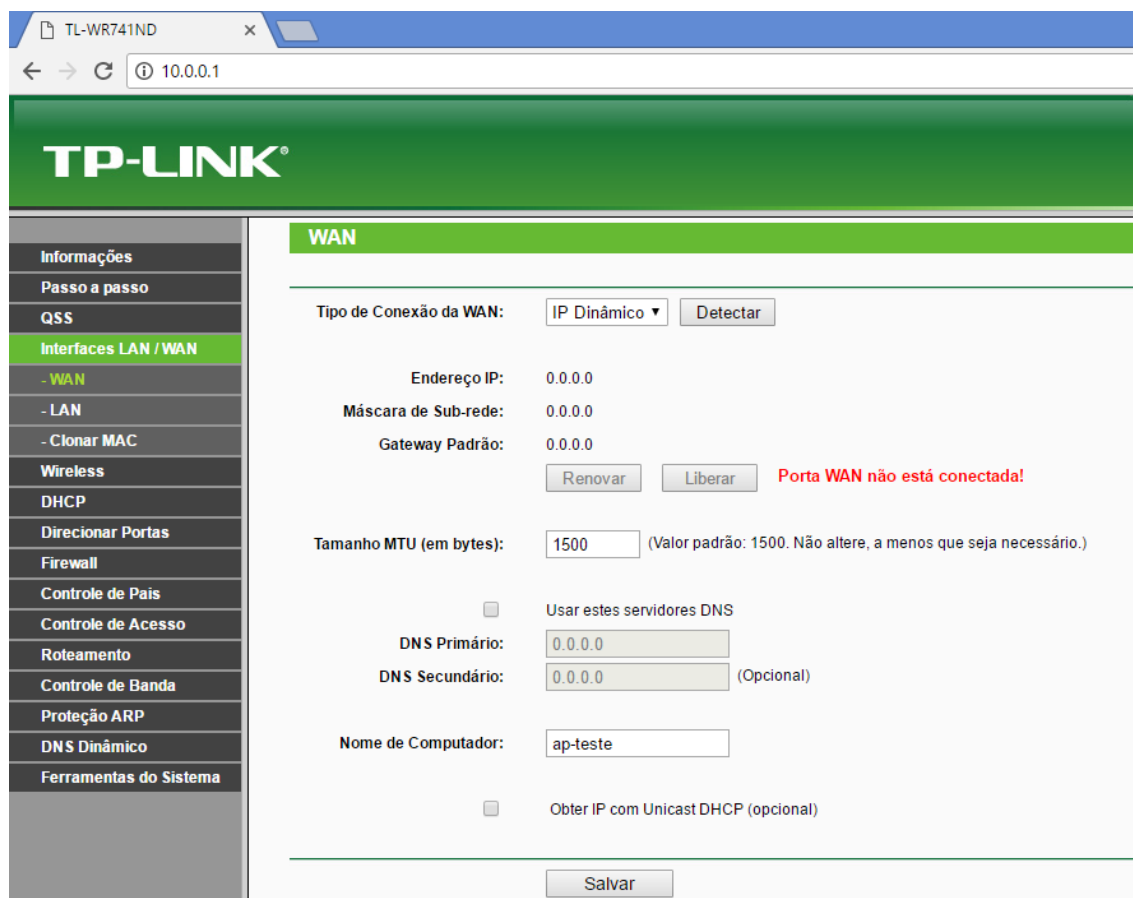 TL-WR741ND
10.0.0.1
TP-LINK®
Informações
Passo a passo
QSS
Interfaces LAN / WAN
- WAN
- LAN
- Clonar MAC
Wireless
DHCP
Direcionar Portas
Firewall
Controle de Pais
Controle de Acesso
Roteamento
Controle de Banda
Proteção ARP
DNS Dinâmico
Ferramentas do Sistema
WAN
Tipo de Conexão da WAN: IP Dinâmico Detectar
Endereço IP: 0.0.0.0
Máscara de Sub-rede: 0.0.0.0
Gateway Padrão: 0.0.0.0
Renovar Liberar Porta WAN não está conectada!
Tamanho MTU (em bytes): 1500 (Valor padrão: 1500. Não altere, a menos que seja necessário.)
Usar estes servidores DNS
DNS Primário: 0.0.0.0
DNS Secundário: 0.0.0.0 (Opcional)
Nome de Computador: ap-teste
Obter IP com Unicast DHCP (opcional)
Salvar